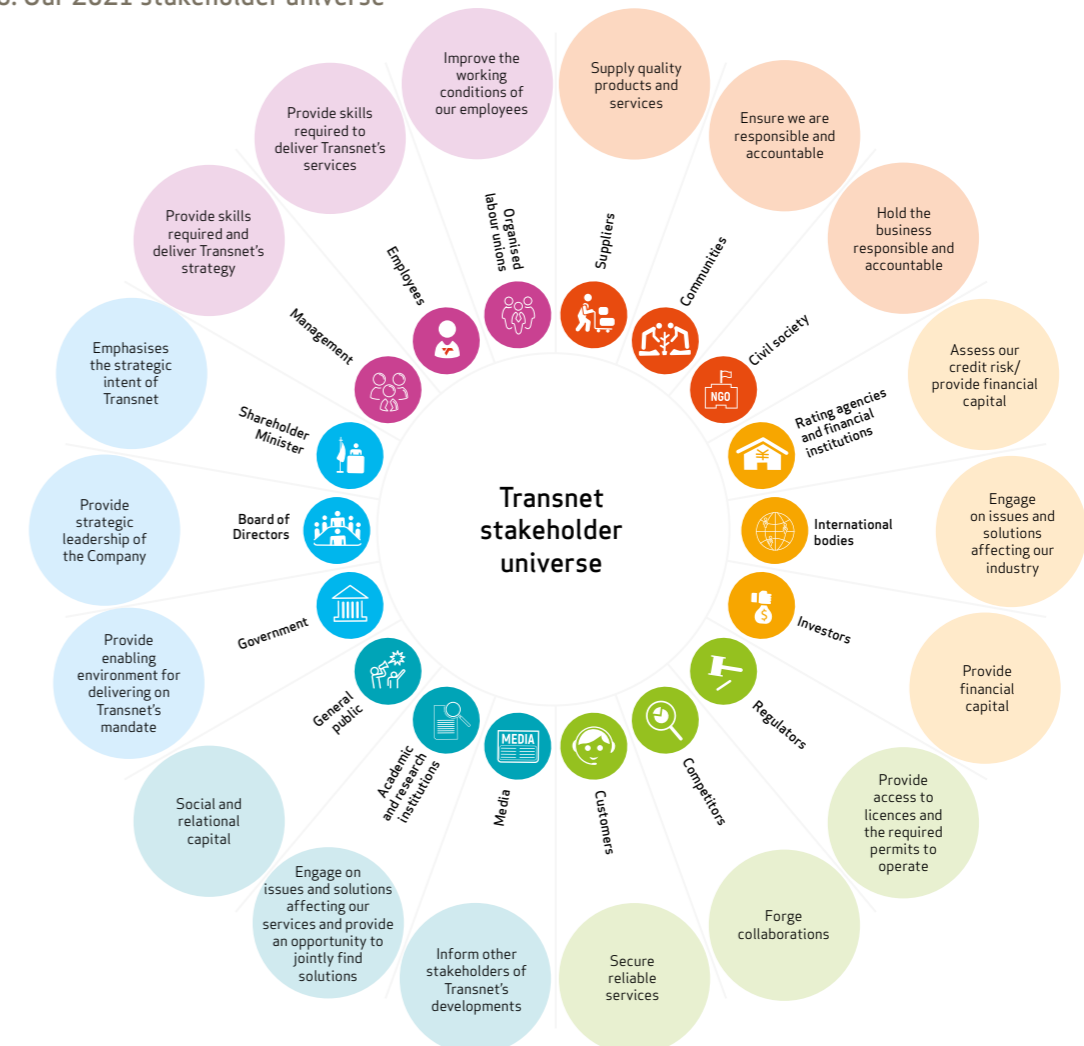 Our 2021 stakeholder universe
Improve the
working
conditions of
our employees
Supply quality
products and
services
Provide skills
required to
deliver Transnet's
services
Ensure we are
responsible and
accountable
Provide skills
required and
deliver Transnet's
strategy
Hold the
business
responsible and
accountable
Emphasises
the strategic
intent of
Transnet
Assess our
credit risk/
provide financial
capital
Provide
strategic
leadership of
the Company
Engage
on issues and
solutions
affecting our
industry
Provide
enabling
environment for
delivering on
Transnet's
mandate
Provide
financial
capital
Social and
relational
capital
Provide
access to
licences and
the required
permits to
operate
Engage on
issues and solutions
affecting our
services and provide
an opportunity to
jointly find
solutions
Forge
collaborations
Inform other
stakeholders of
Transnet's
developments
Secure
reliable
services
Organised
labour unions
Suppliers
Communities
Civil society
NGO
Rating agencies
and financial
institutions
International
bodies
Investors
Regulators
Competitors
Customers
Media
MEDIA
Academic
and research
institutions
General
public
Government
Board of
Directors
Shareholder
Minister
Management
Employees
Transnet
stakeholder
universe